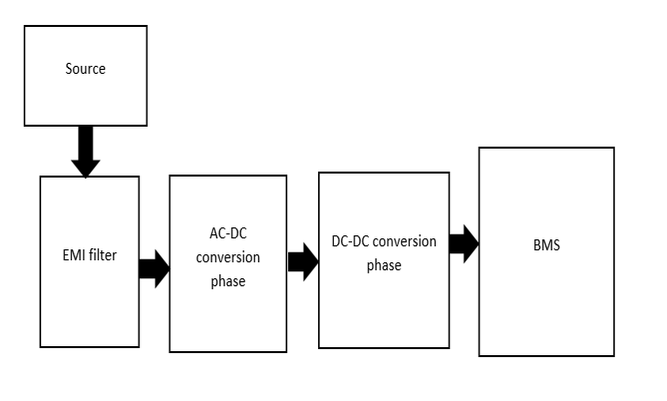 Source
EMI filter
AC-DC
conversion
phase
DC-DC conversion
phase
BMS